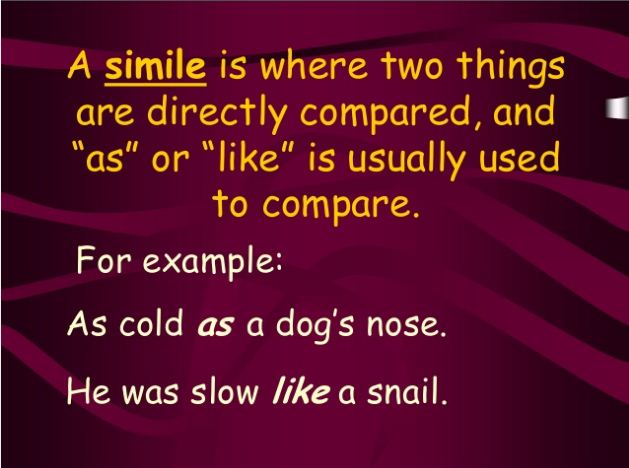 A simile is where two things
are directly compared, and
“as” or “like” is usually used
to compare.
For example:
As cold as a dog’s nose.
He was slow like a snail.